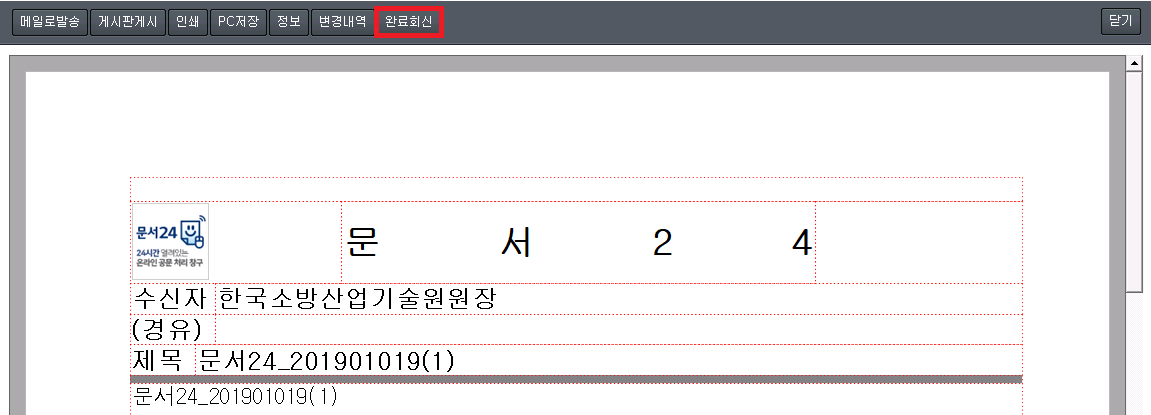 메일로발송 게시판게시 인쇄 PC저장 정보 변경내역 완료회신 닫기
문서24
24시간 열려있는
온라인 공문 처리 창구
문 서 2 4
수신자 한국소방산업기술원원장
(경유)
제목 문서24_201901019(1)
문서24_201901019(1)